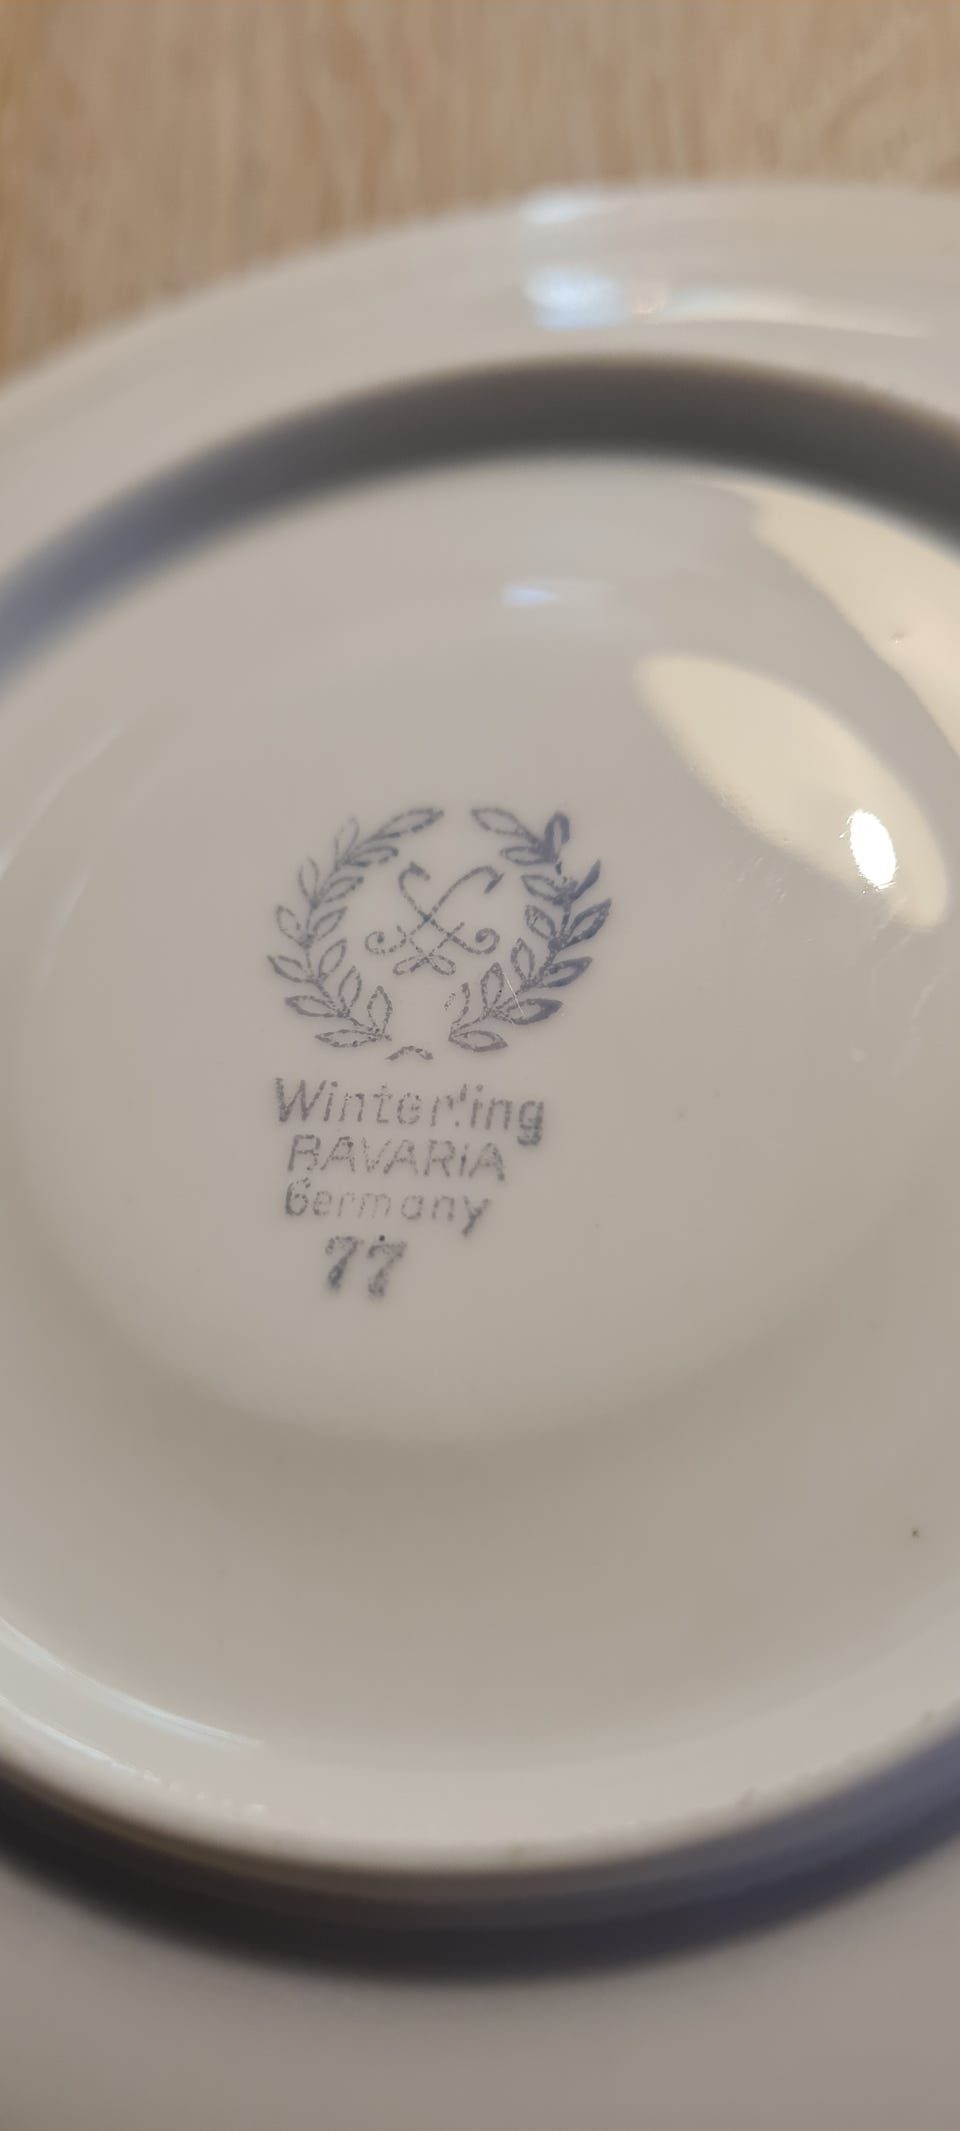 Winterling
BAVARIA
Germany
77